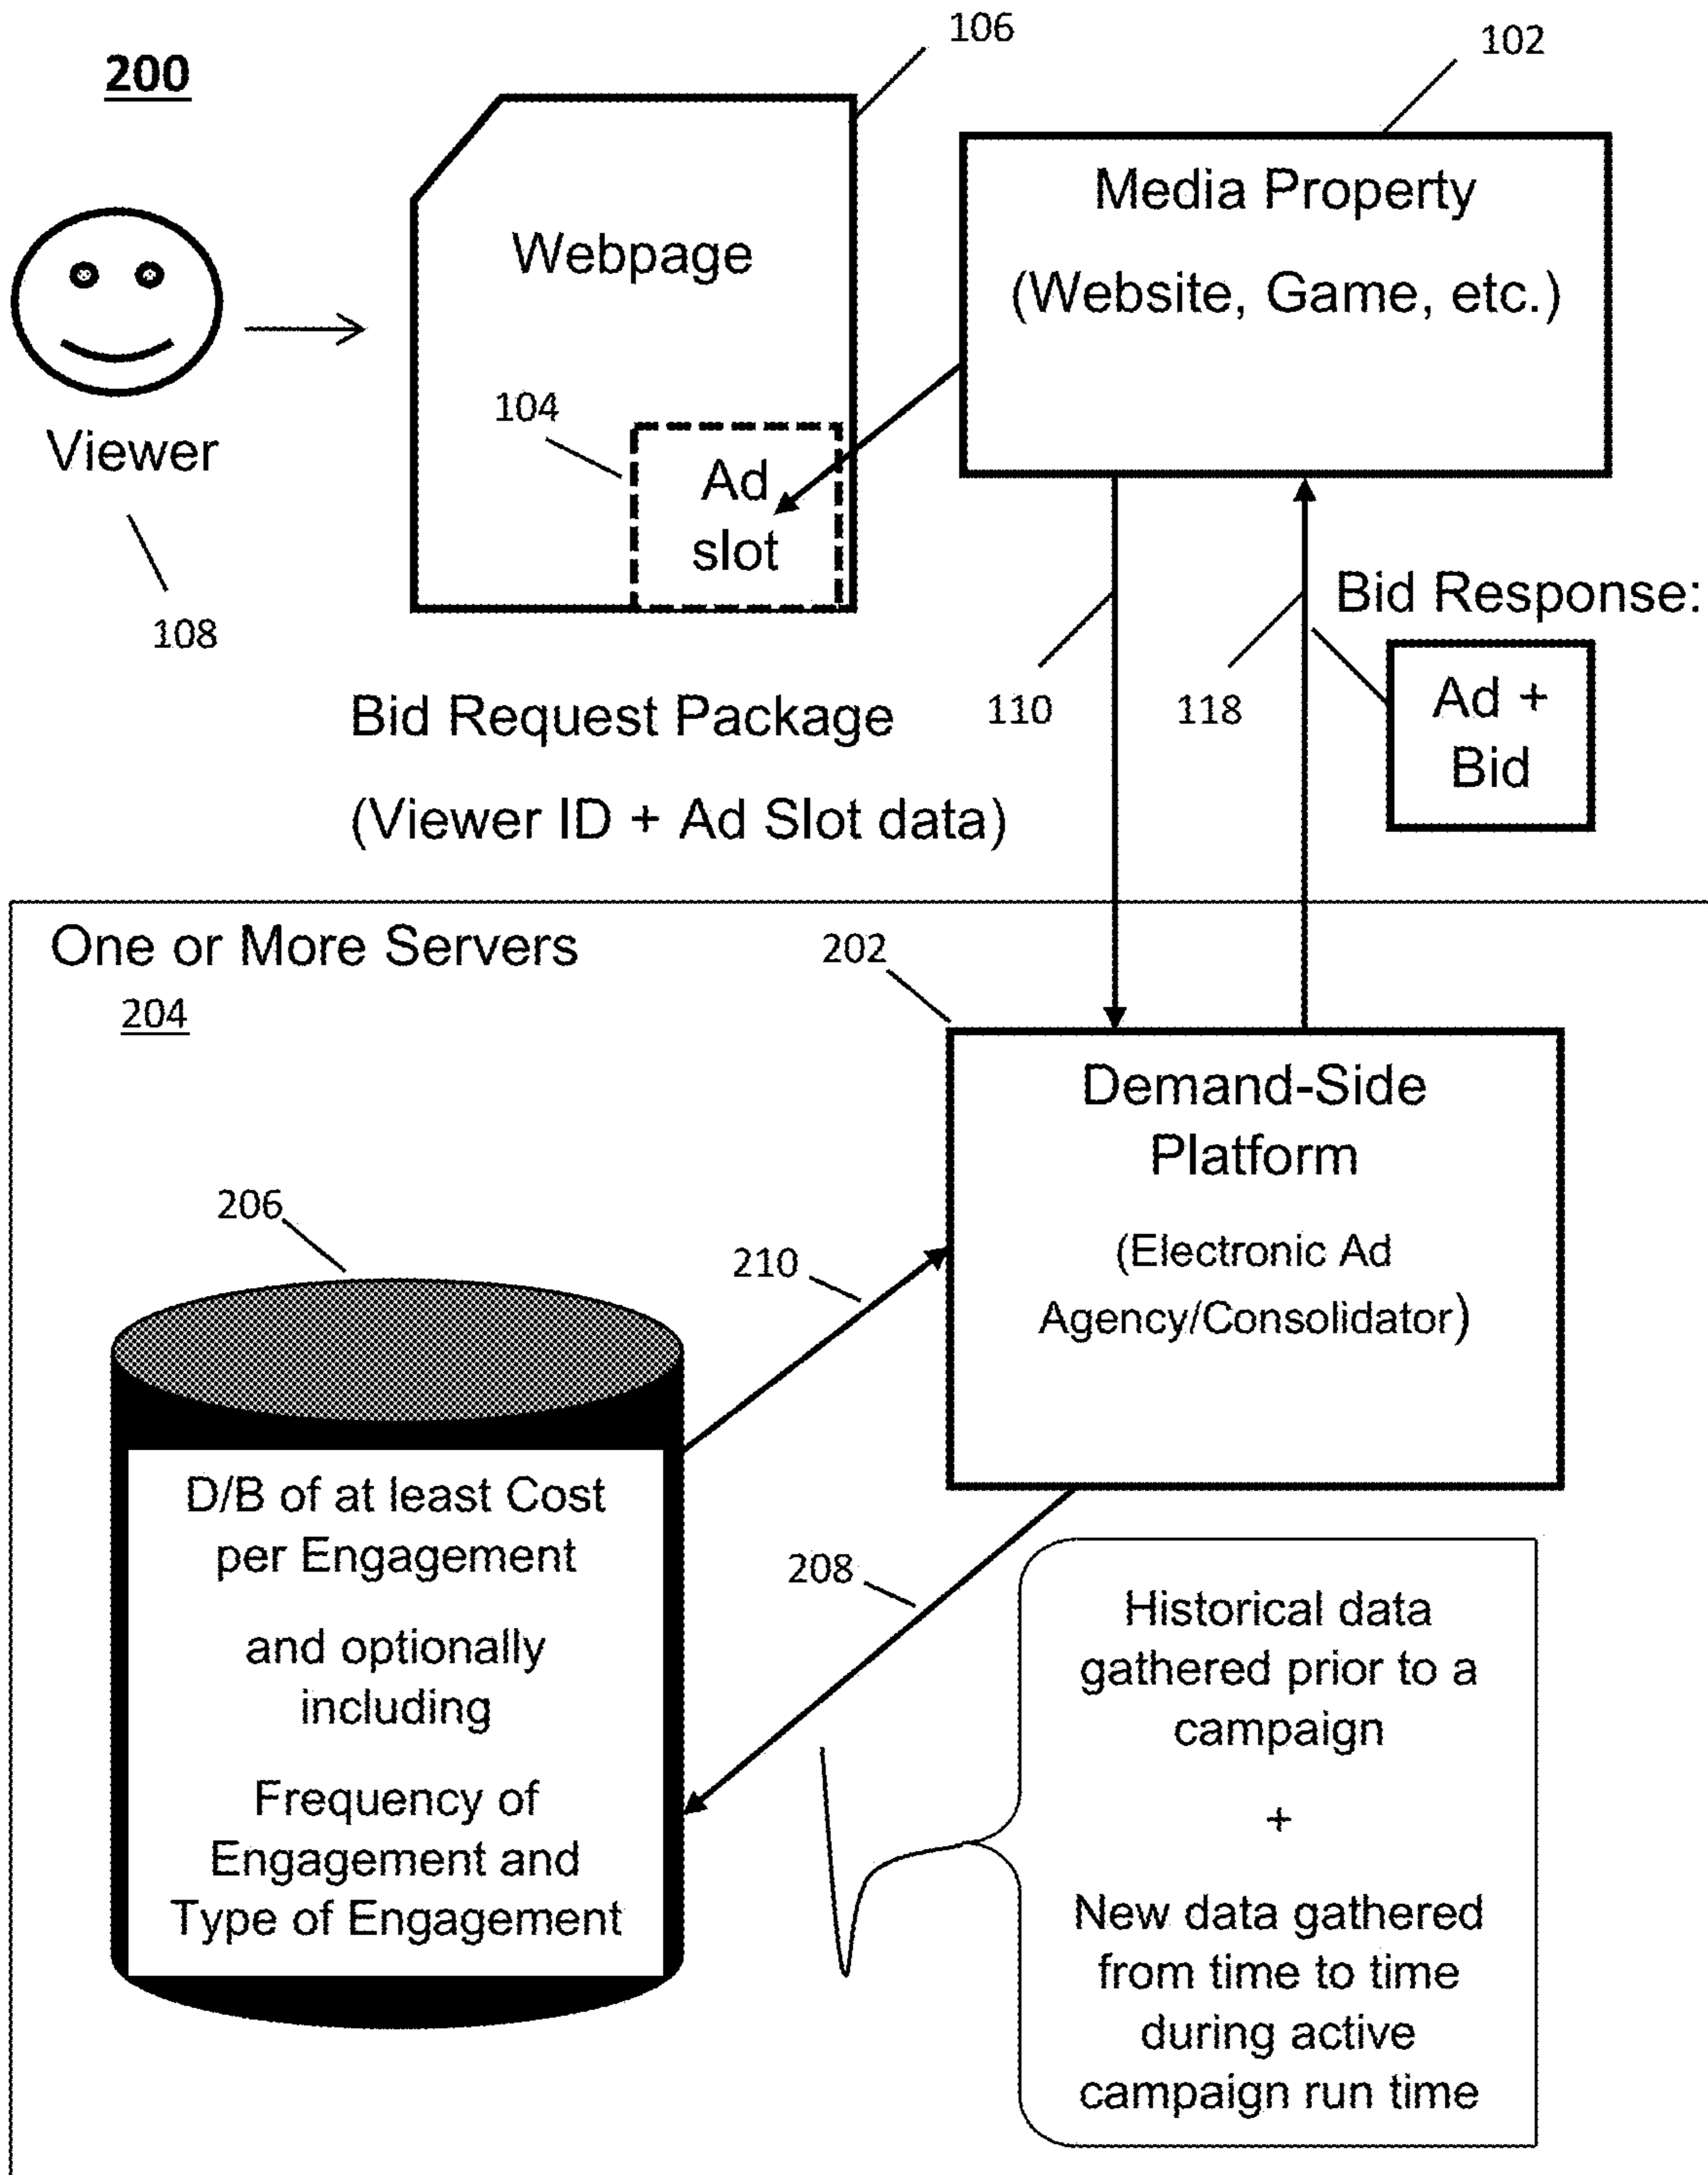 200
106
102
Webpage
Media Property
(Website, Game, etc.)
Viewer
108
104
Ad
slot
Bid Request Package
(Viewer ID + Ad Slot data)
110
118
Bid Response:
Ad +
Bid
One or More Servers
204
202
Demand-Side
Platform
(Electronic Ad
Agency/Consolidator)
206
210
D/B of at least Cost
per Engagement
and optionally
including
Frequency of
Engagement and
Type of Engagement
208
Historical data
gathered prior to a
campaign
+
New data gathered
from time to time
during active
campaign run time